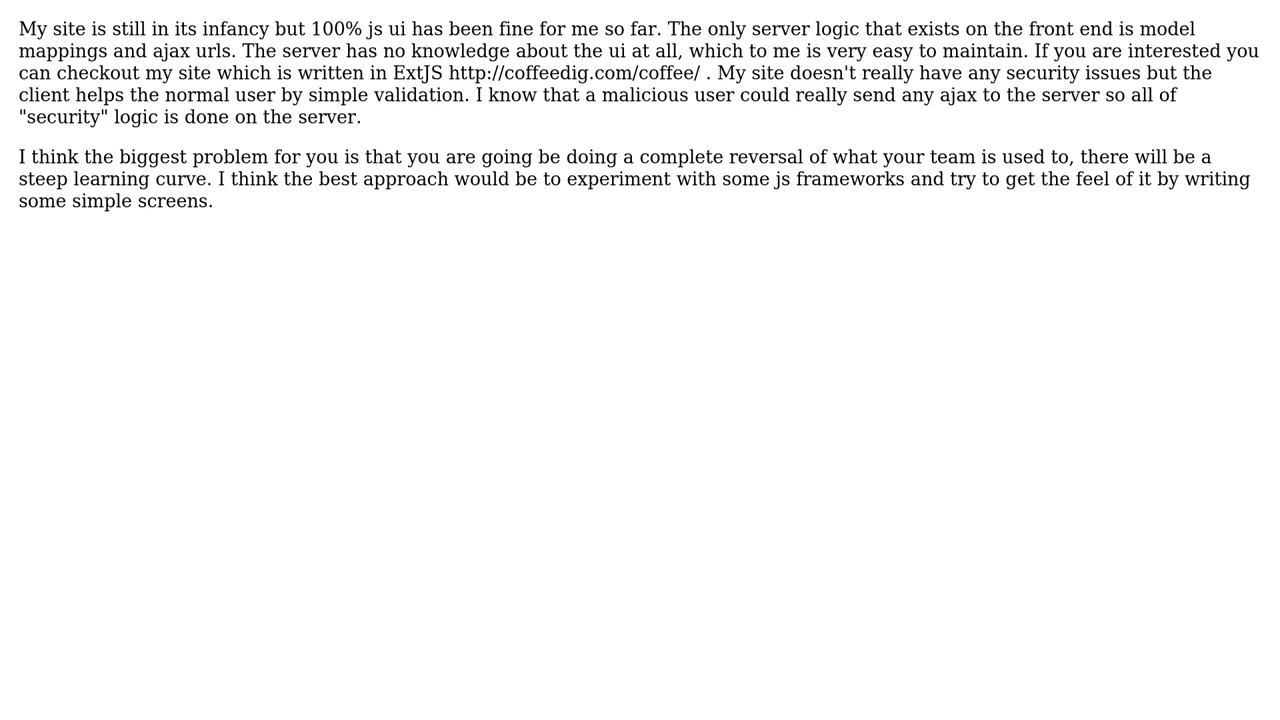 My site is still in its infancy but 100% js ui has been fine for me so far. The only server logic that exists on the front end is model
mappings and ajax urls. The server has no knowledge about the ui at all, which to me is very easy to maintain. If you are interested you
can checkout my site which is written in ExtJS http://coffeedig.com/coffee/ . My site doesn't really have any security issues but the
client helps the normal user by simple validation. I know that a malicious user could really send any ajax to the server so all of
"security" logic is done on the server.
I think the biggest problem for you is that you are going be doing a complete reversal of what your team is used to, there will be a
steep learning curve. I think the best approach would be to experiment with some js frameworks and try to get the feel of it by writing
some simple screens.